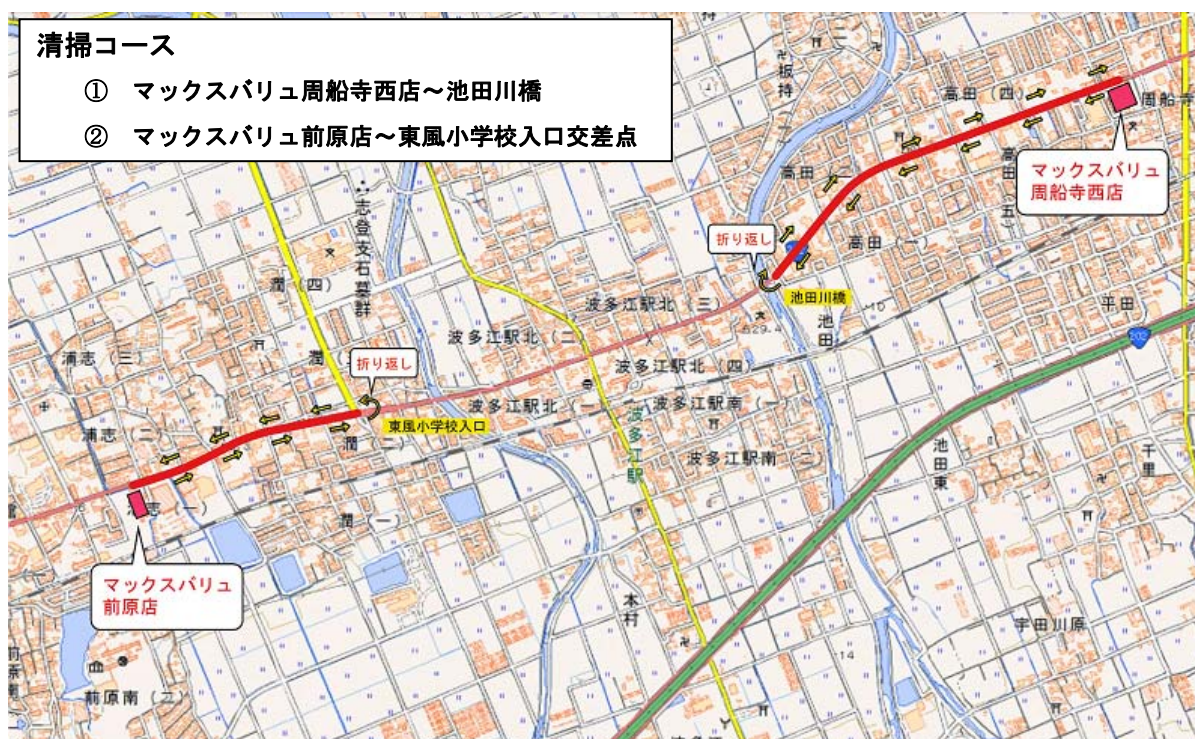 清掃コース
① マックスバリュ周船寺西店～池田川橋
② マックスバリュ前原店～東風小学校入口交差点
板持
高田(四)
周船寺
マックスバリュ
周船寺西店
高田(五)
高田(一)
折り返し
池田川橋
池田
平田
202
志登支石墓群
潤(四)
波多江駅北(三)
波多江駅北(二)
波多江駅北(四)
浦志(三)
折り返し
波多江駅北(一)
波多江駅南(一)
東風小学校入口
浦志(二)
潤(二)
波多江駅
波多江駅南(二)
池田東
千里
潤(一)
マックスバリュ
前原店
本村
宇田川原
14
前原南(二)